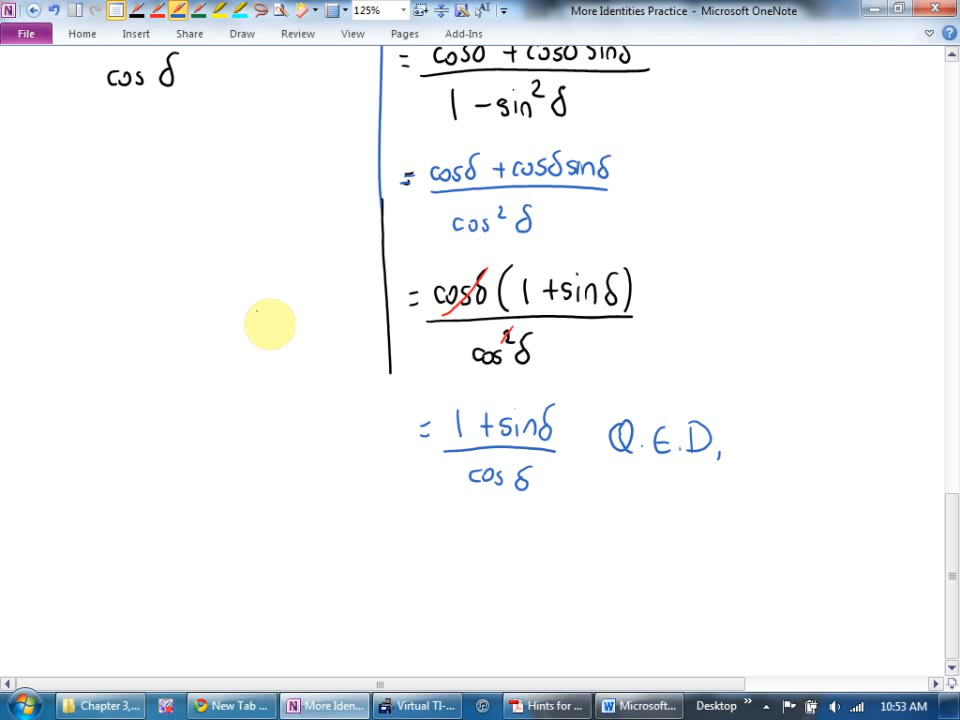 125%
More Identities Practice - Microsoft OneNote
File Home Insert Share Draw Review View Pages Add-Ins
cos δ
= cosδ + cosδ sinδ
1 - sin² δ
= cosδ + cosδ sinδ
cos² δ
= cosδ (1 + sin δ)
cos² δ
= 1 + sinδ Q.E.D,
cos δ
Chapter 3,... New Tab ... More Iden... Virtual TI-... Hints for ... Microsoft... Desktop » 10:53 AM